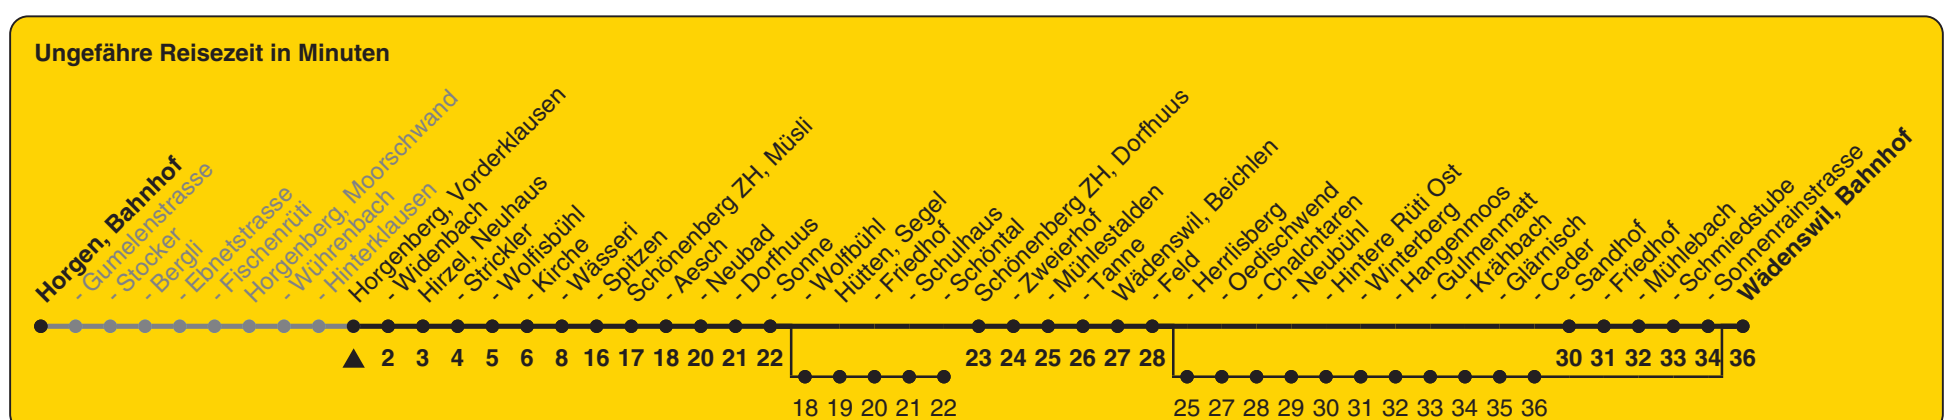 Ungefähre Reisezeit in Minuten
Horgen, Bahnhof
- Gumelenstrasse
- Stocker
- Bergli
- Ebnetstrasse
- Fischenrüti
Horgenberg, Moorschwand
- Wührenbach
- Hinterklausen
Horgenberg, Vorderklausen
- Widenbach
Hirzel, Neuhaus
- Strickler
- Wolfisbühl
- Kirche
- Wässeri
- Spitzen
Schönenberg ZH, Müsli
- Aesch
- Neubad
- Dorfhuus
- Sonne
- Wolfbühl
Hütten, Segel
- Friedhof
- Schulhaus
- Schöntal
Schönenberg ZH, Dorfhuus
- Zweierhof
- Mühlestalden
- Tanne
Wädenswil, Beichlen
- Feld
- Herrlisberg
- Oedischwend
- Chalchtaren
- Neubühl
- Hintere Rüti Ost
- Winterberg
- Hangenmoos
- Gulmenmatt
- Krähbach
- Glärnisch
- Ceder
- Sandhof
- Friedhof
- Mühlebach
- Schmiedstube
- Sonnenrainstrasse
Wädenswil, Bahnhof
2 3 4 5 6 8 16 17 18 20 21 22 23 24 25 26 27 28 30 31 32 33 34 36
18 19 20 21 22 25 27 28 29 30 31 32 33 34 35 36